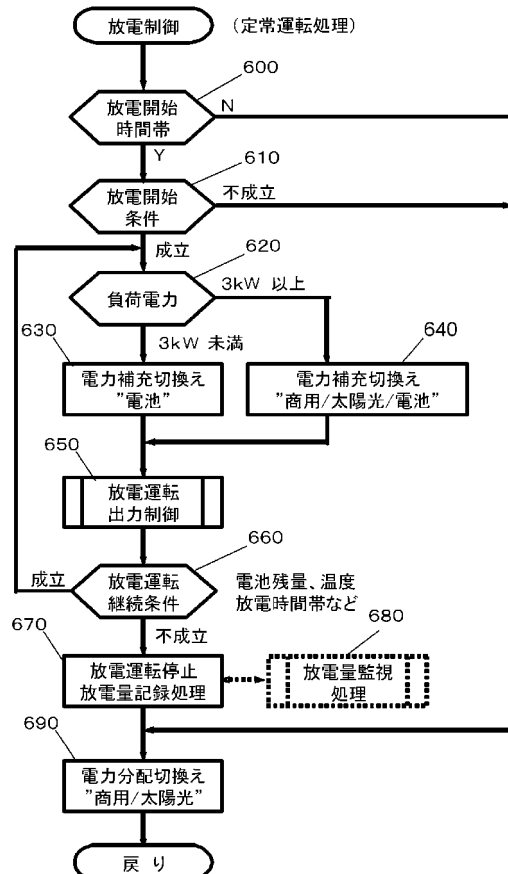 放電制御
(定常運転処理)
600
放電開始
時間帯
N
Y
610
放電開始
条件
不成立
成立
620
負荷電力
3kW 以上
3kW 未満
630
電力補充切換え
”電池”
640
電力補充切換え
”商用/太陽光/電池”
650
放電運転
出力制御
660
成立
放電運転
継続条件
電池残量、温度
放電時間帯など
不成立
670
放電運転停止
放電量記録処理
680
放電量監視
処理
690
電力分配切換え
”商用/太陽光”
戻 り